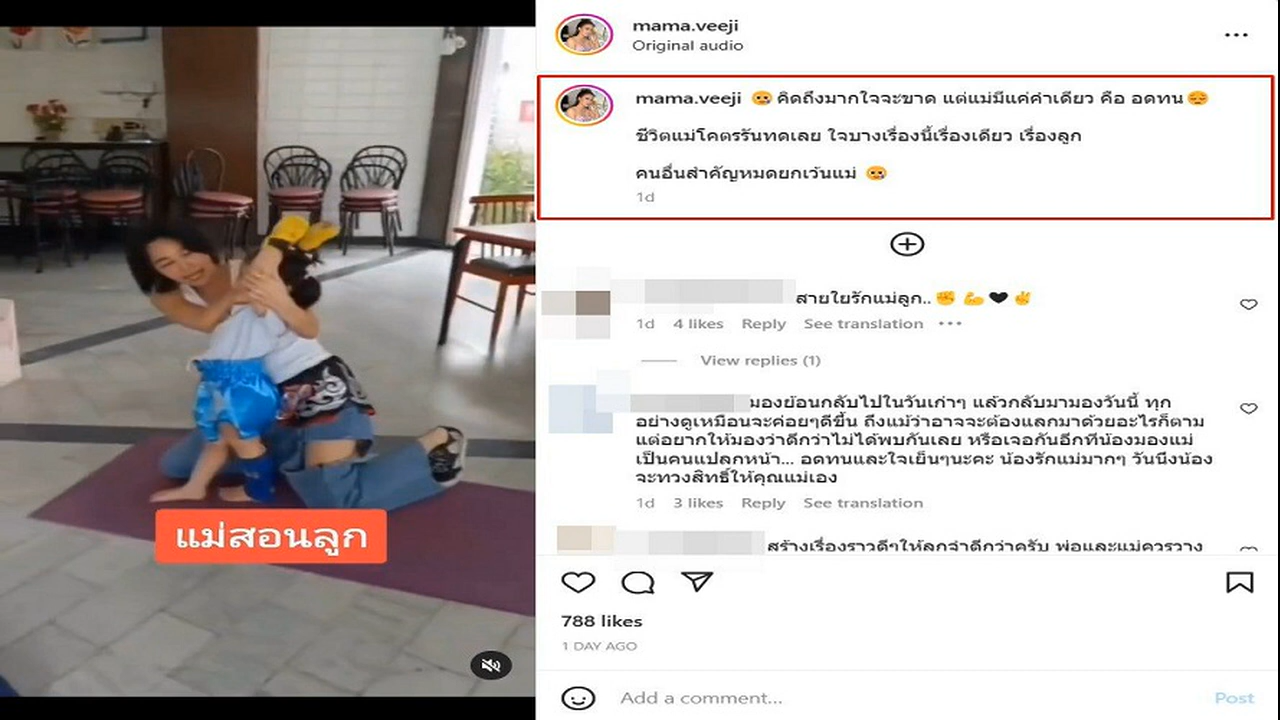 mama.veeji
Original audio
mama.veeji 🥺 คิดถึงมากใจจะขาด แต่แม่มีแค่คำเดียว คือ อดทน 😔
ชีวิตแม่โคตรรันทดเลย ใจบางเรื่องนี้เรื่องเดียว เรื่องลูก
คนอื่นสำคัญหมดยกเว้นแม่ 🥺
1d
สายใยรักแม่ลูก.. ✊ 💪 🖤 ✌
1d 4 likes Reply See translation •••
View replies (1)
มองย้อนกลับไปในวันเก่าๆ แล้วกลับมามองวันนี้ ทุก
อย่างดูเหมือนจะค่อยๆดีขึ้น ถึงแม้ว่าอาจจะต้องแลกมาด้วยอะไรก็ตาม
แต่อยากให้มองว่าดีกว่าไม่ได้พบกันเลย หรือเจอกันอีกทีน้องมองแม่
เป็นคนแปลกหน้า... อดทนและใจเย็นๆนะคะ น้องรักแม่มากๆ วันนึงน้อง
จะทวงสิทธิ์ให้คุณแม่เอง
1d 3 likes Reply See translation
สร้างเรื่องราวดีๆให้ลูกจำดีกว่าครับ พ่อและแม่ควรวาง
แม่สอนลูก
788 likes
1 DAY AGO
Add a comment... Post